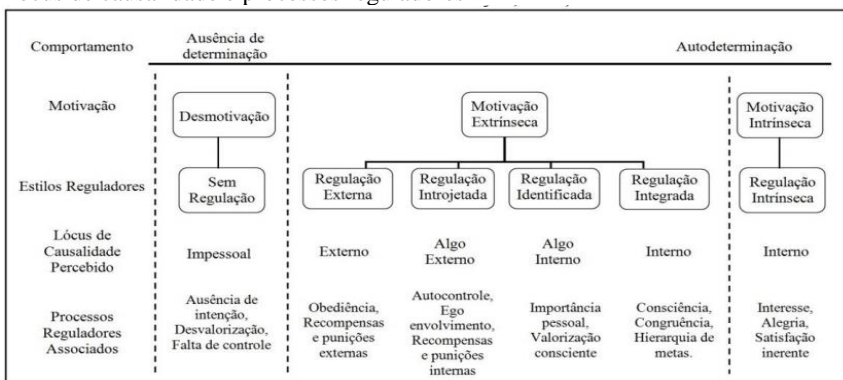 Comportamento
Ausência de
determinação
Autodeterminação
Motivação
Desmotivação
Motivação
Extrínseca
Motivação
Intrínseca
Estilos Reguladores
Sem
Regulação
Regulação
Externa
Regulação
Introjetada
Regulação
Identificada
Regulação
Integrada
Regulação
Intrínseca
Lócus de
Causalidade
Percebido
Impessoal
Externo
Algo
Externo
Algo
Interno
Interno
Interno
Processos
Reguladores
Associados
Ausência de
intenção,
Desvalorização,
Falta de controle
Obediência,
Recompensas
e punições
externas
Autocontrole,
Ego
envolvimento,
Recompensas
e punições
internas
Importância
pessoal,
Valorização
consciente
Consciência,
Congruência,
Hierarquia de
metas.
Interesse,
Alegria,
Satisfação
inerente